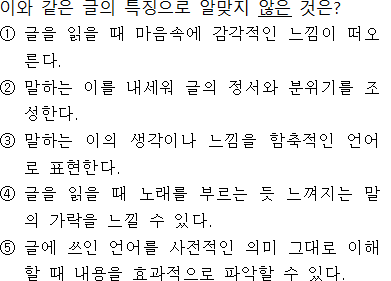 이와 같은 글의 특징으로 알맞지 않은 것은?
① 글을 읽을 때 마음속에 감각적인 느낌이 떠오
른다.
② 말하는 이를 내세워 글의 정서와 분위기를 조
성한다.
③ 말하는 이의 생각이나 느낌을 함축적인 언어
로 표현한다.
④ 글을 읽을 때 노래를 부르는 듯 느껴지는 말
의 가락을 느낄 수 있다.
⑤ 글에 쓰인 언어를 사전적인 의미 그대로 이해
할 때 내용을 효과적으로 파악할 수 있다.